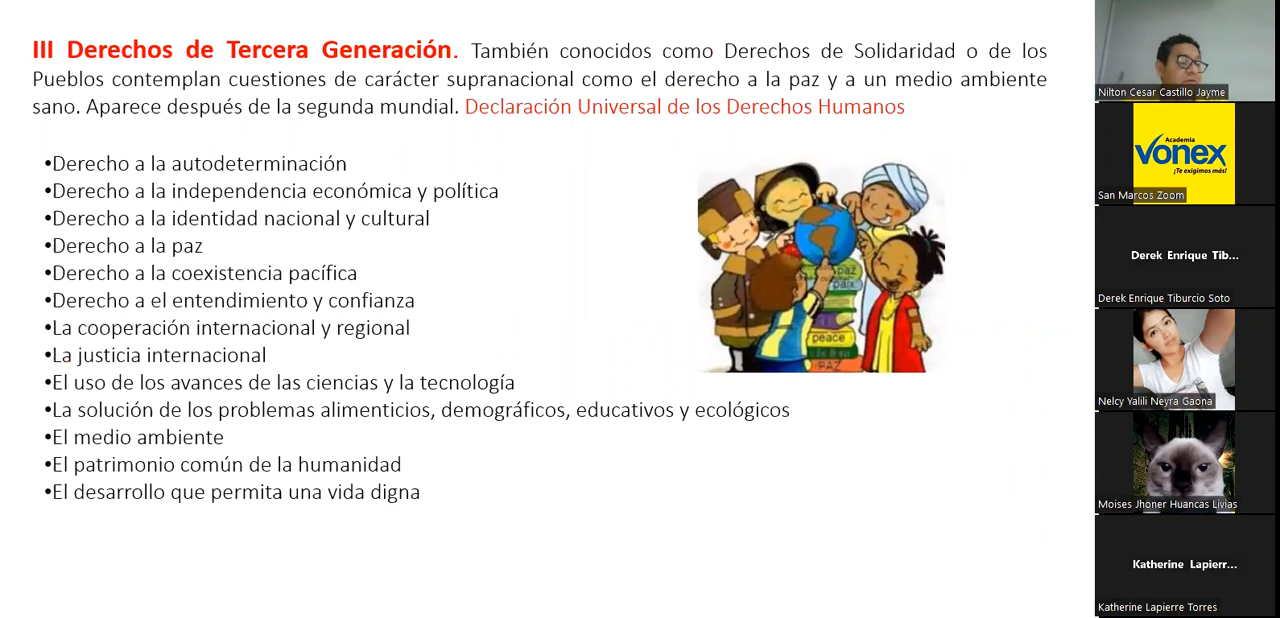 III Derechos de Tercera Generación. También conocidos como Derechos de Solidaridad o de los
Pueblos contemplan cuestiones de carácter supranacional como el derecho a la paz y a un medio ambiente
sano. Aparece después de la segunda mundial. Declaración Universal de los Derechos Humanos
•Derecho a la autodeterminación
•Derecho a la independencia económica y política
•Derecho a la identidad nacional y cultural
•Derecho a la paz
•Derecho a la coexistencia pacífica
•Derecho a el entendimiento y confianza
•La cooperación internacional y regional
•La justicia internacional
•El uso de los avances de las ciencias y la tecnología
•La solución de los problemas alimenticios, demográficos, educativos y ecológicos
•El medio ambiente
•El patrimonio común de la humanidad
•El desarrollo que permita una vida digna
paz
paix
peace
PAZ
Nilton Cesar Castillo Jayme
Academia
Vonex
¡Te exigimos más!
San Marcos Zoom
Derek Enrique Tib...
Derek Enrique Tiburcio Soto
Nelcy Yalili Neyra Gaona
Moises Jhoner Huancas Livias
Katherine Lapierr...
Katherine Lapierre Torres